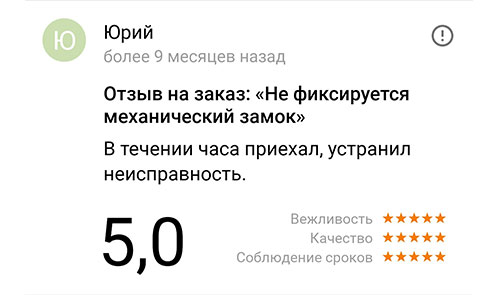 Ю
Юрий
более 9 месяцев назад
Отзыв на заказ: «Не фиксируется
механический замок»
В течении часа приехал, устранил
неисправность.
5,0
Вежливость ★★★★★
Качество ★★★★★
Соблюдение сроков ★★★★★